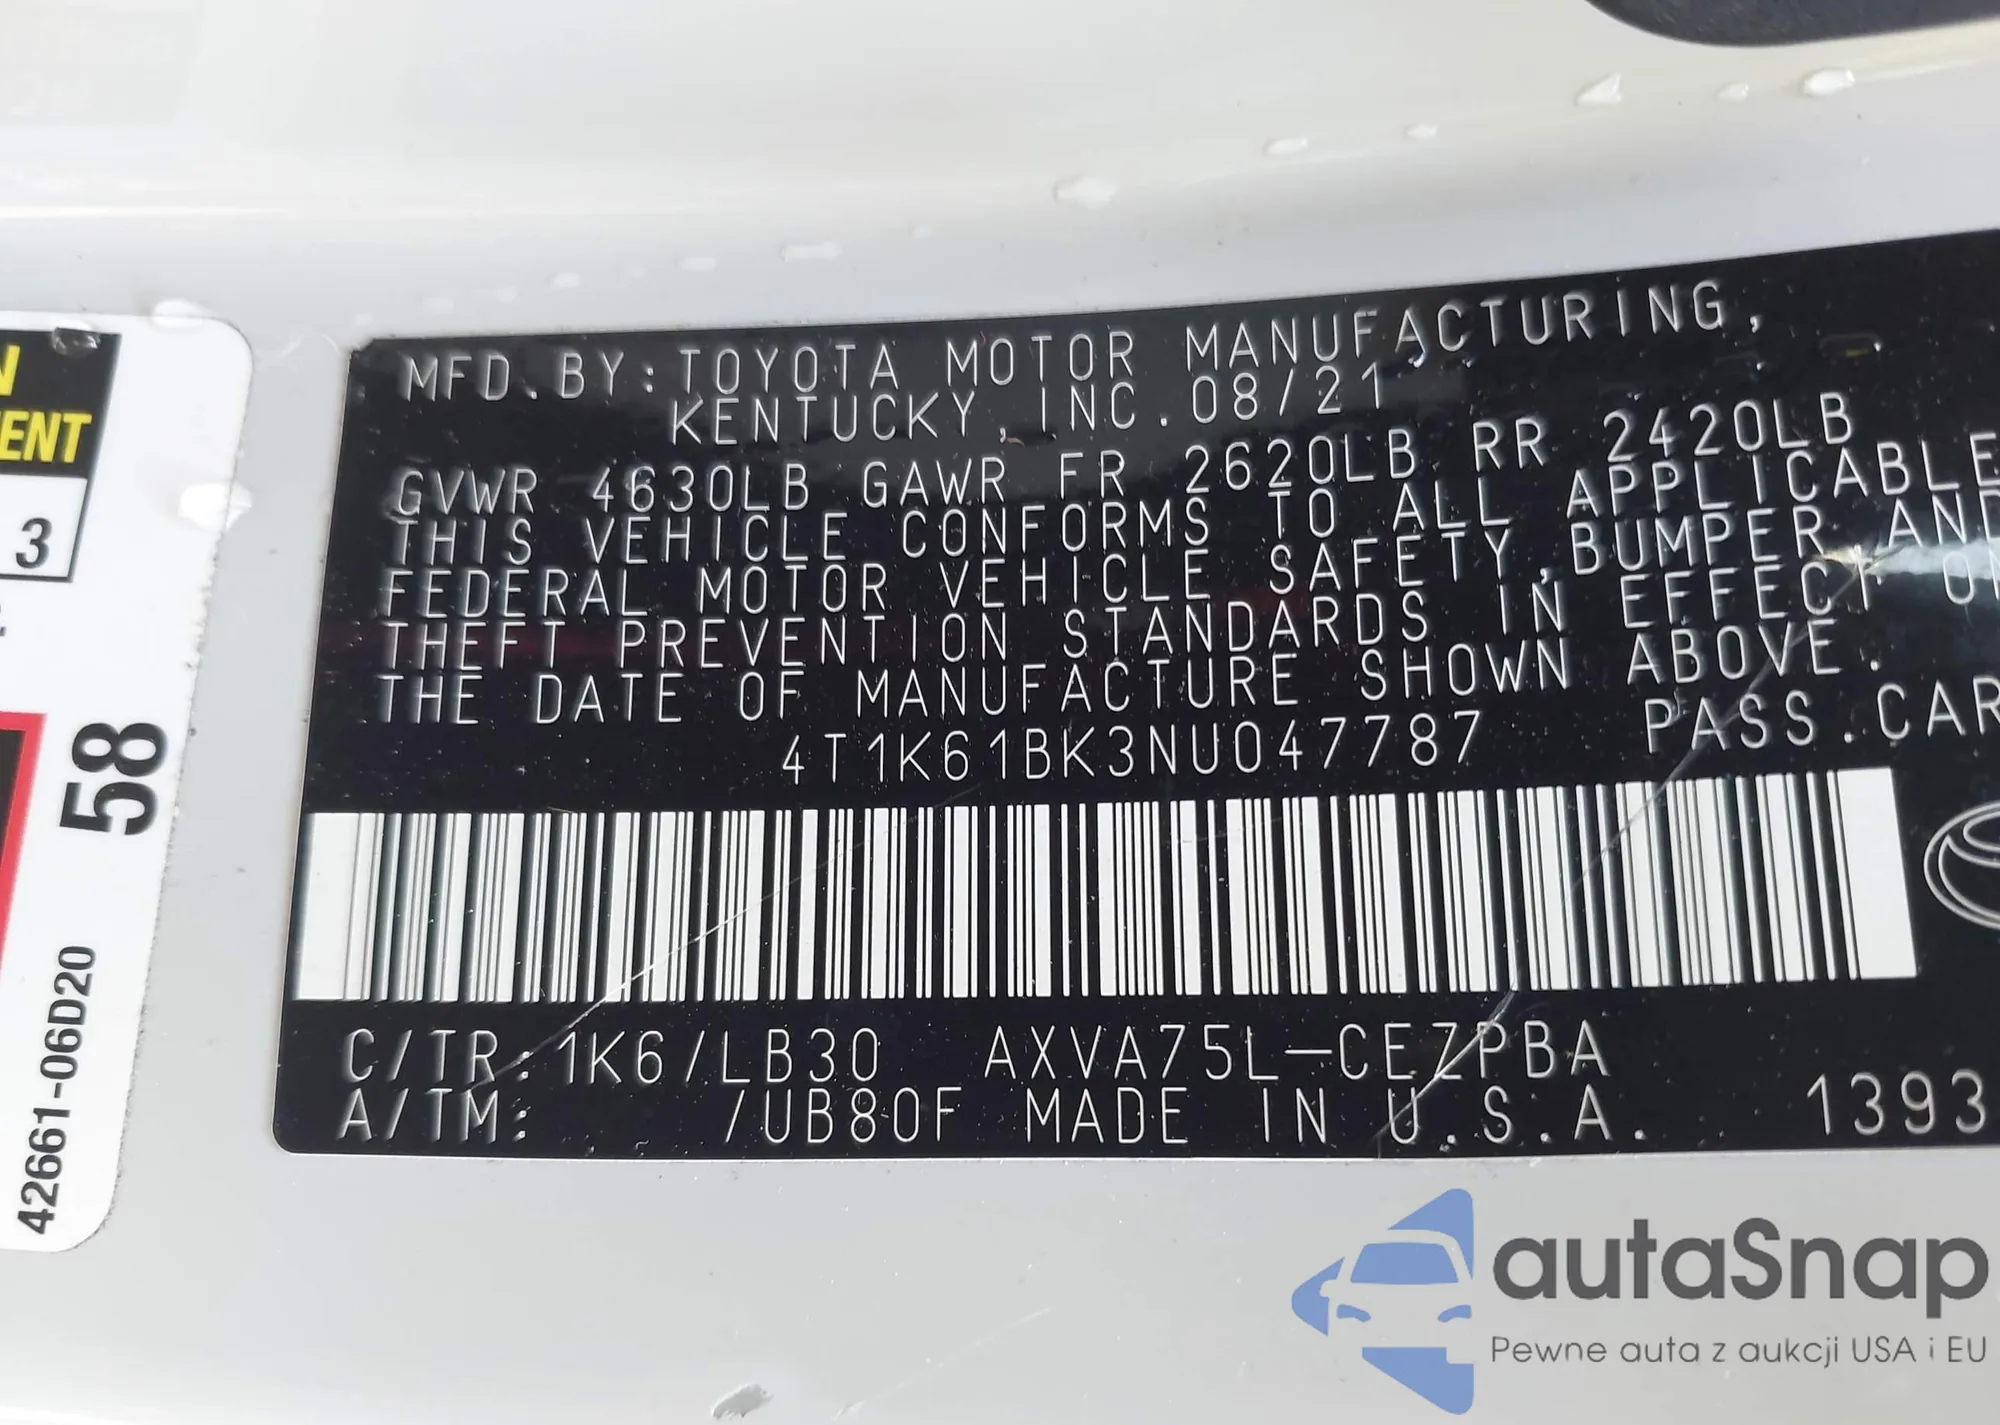 MFD.BY:TOYOTA MOTOR MANUFACTURING,
KENTUCKY, INC.08/21
GVWR 4630LB GAWR FR 2620LB RR 2420LB
THIS VEHICLE CONFORMS TO ALL APPLICABLE
FEDERAL MOTOR VEHICLE SAFETY,BUMPER AND
THEFT PREVENTION STANDARDS IN EFFECT ON
THE DATE OF MANUFACTURE SHOWN ABOVE.
4T1K61BK3NU047787 PASS.CAR
C/TR:1K6/LB30 AXVA75L-CEZPBA
A/TM: /UB80F MADE IN U.S.A. 1393
N
ENT
3
58
42661-06D20
autaSnap
Pewne auta z aukcji USA i EU